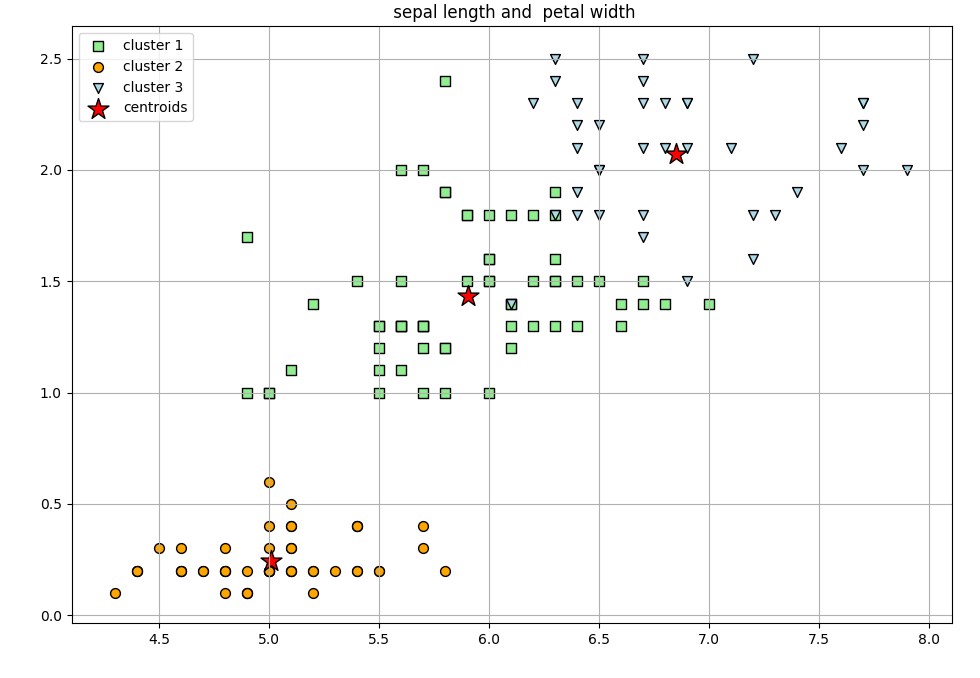 sepal length and  petal width
cluster 1
cluster 2
cluster 3
centroids
2.5
2.0
1.5
1.0
0.5
0.0
4.5 5.0 5.5 6.0 6.5 7.0 7.5 8.0